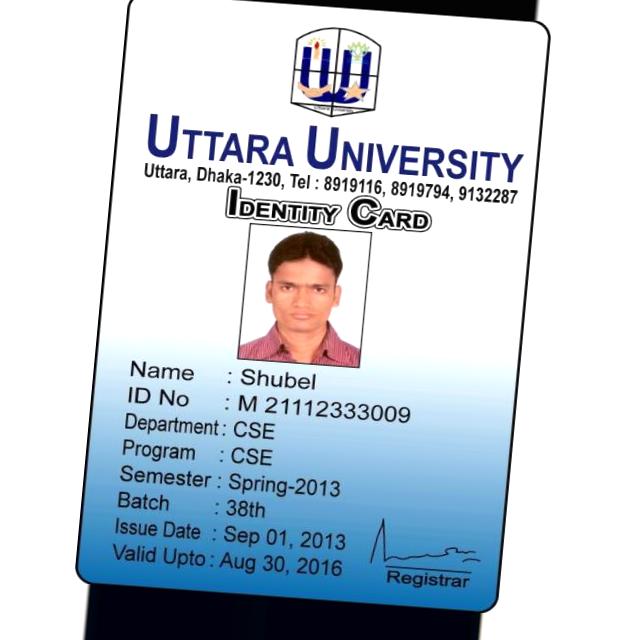 UTTARA UNIVERSITY
Uttara, Dhaka-1230, Tel : 8919116, 8919794, 9132287
IDENTITY CARD
Name : Shubel
ID No : M 21112333009
Department : CSE
Program : CSE
Semester : Spring-2013
Batch : 38th
Issue Date : Sep 01, 2013
Valid Upto : Aug 30, 2016
Registrar